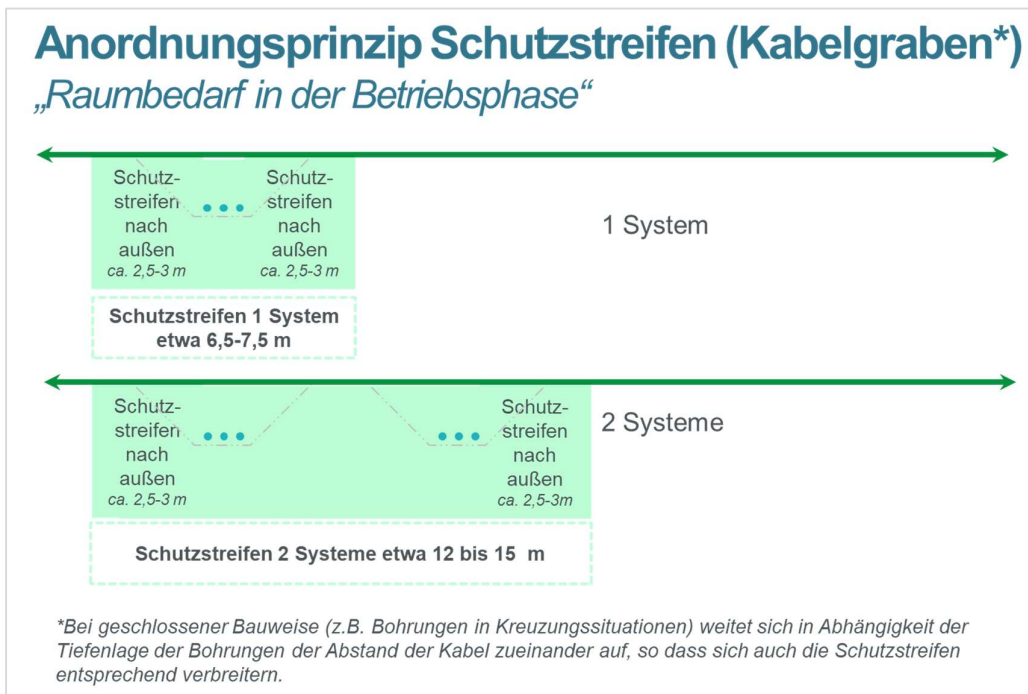 Anordnungsprinzip Schutzstreifen (Kabelgraben*)
„Raumbedarf in der Betriebsphase“
Schutz-
streifen
nach
außen
ca. 2,5-3 m
Schutz-
streifen
nach
außen
ca. 2,5-3 m
1 System
Schutzstreifen 1 System
etwa 6,5-7,5 m
Schutz-
streifen
nach
außen
ca. 2,5-3 m
Schutz-
streifen
nach
außen
ca. 2,5-3m
2 Systeme
Schutzstreifen 2 Systeme etwa 12 bis 15 m
*Bei geschlossener Bauweise (z.B. Bohrungen in Kreuzungssituationen) weitet sich in Abhängigkeit der
Tiefenlage der Bohrungen der Abstand der Kabel zueinander auf, so dass sich auch die Schutzstreifen
entsprechend verbreitern.